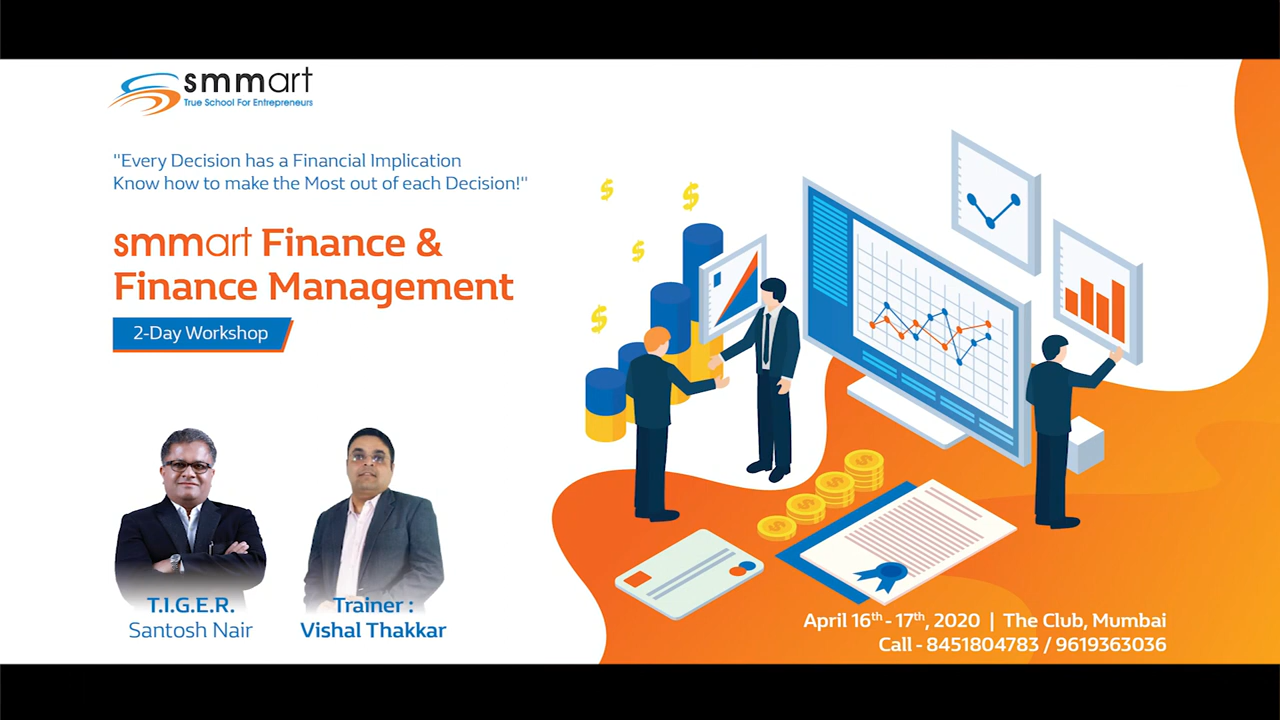 smmart
True School For Entrepreneurs
"Every Decision has a Financial Implication
Know how to make the Most out of each Decision!"
smmart Finance &
Finance Management
2-Day Workshop
T.I.G.E.R.
Santosh Nair
Trainer :
Vishal Thakkar
April 16th - 17th, 2020 | The Club, Mumbai
Call - 8451804783 / 9619363036